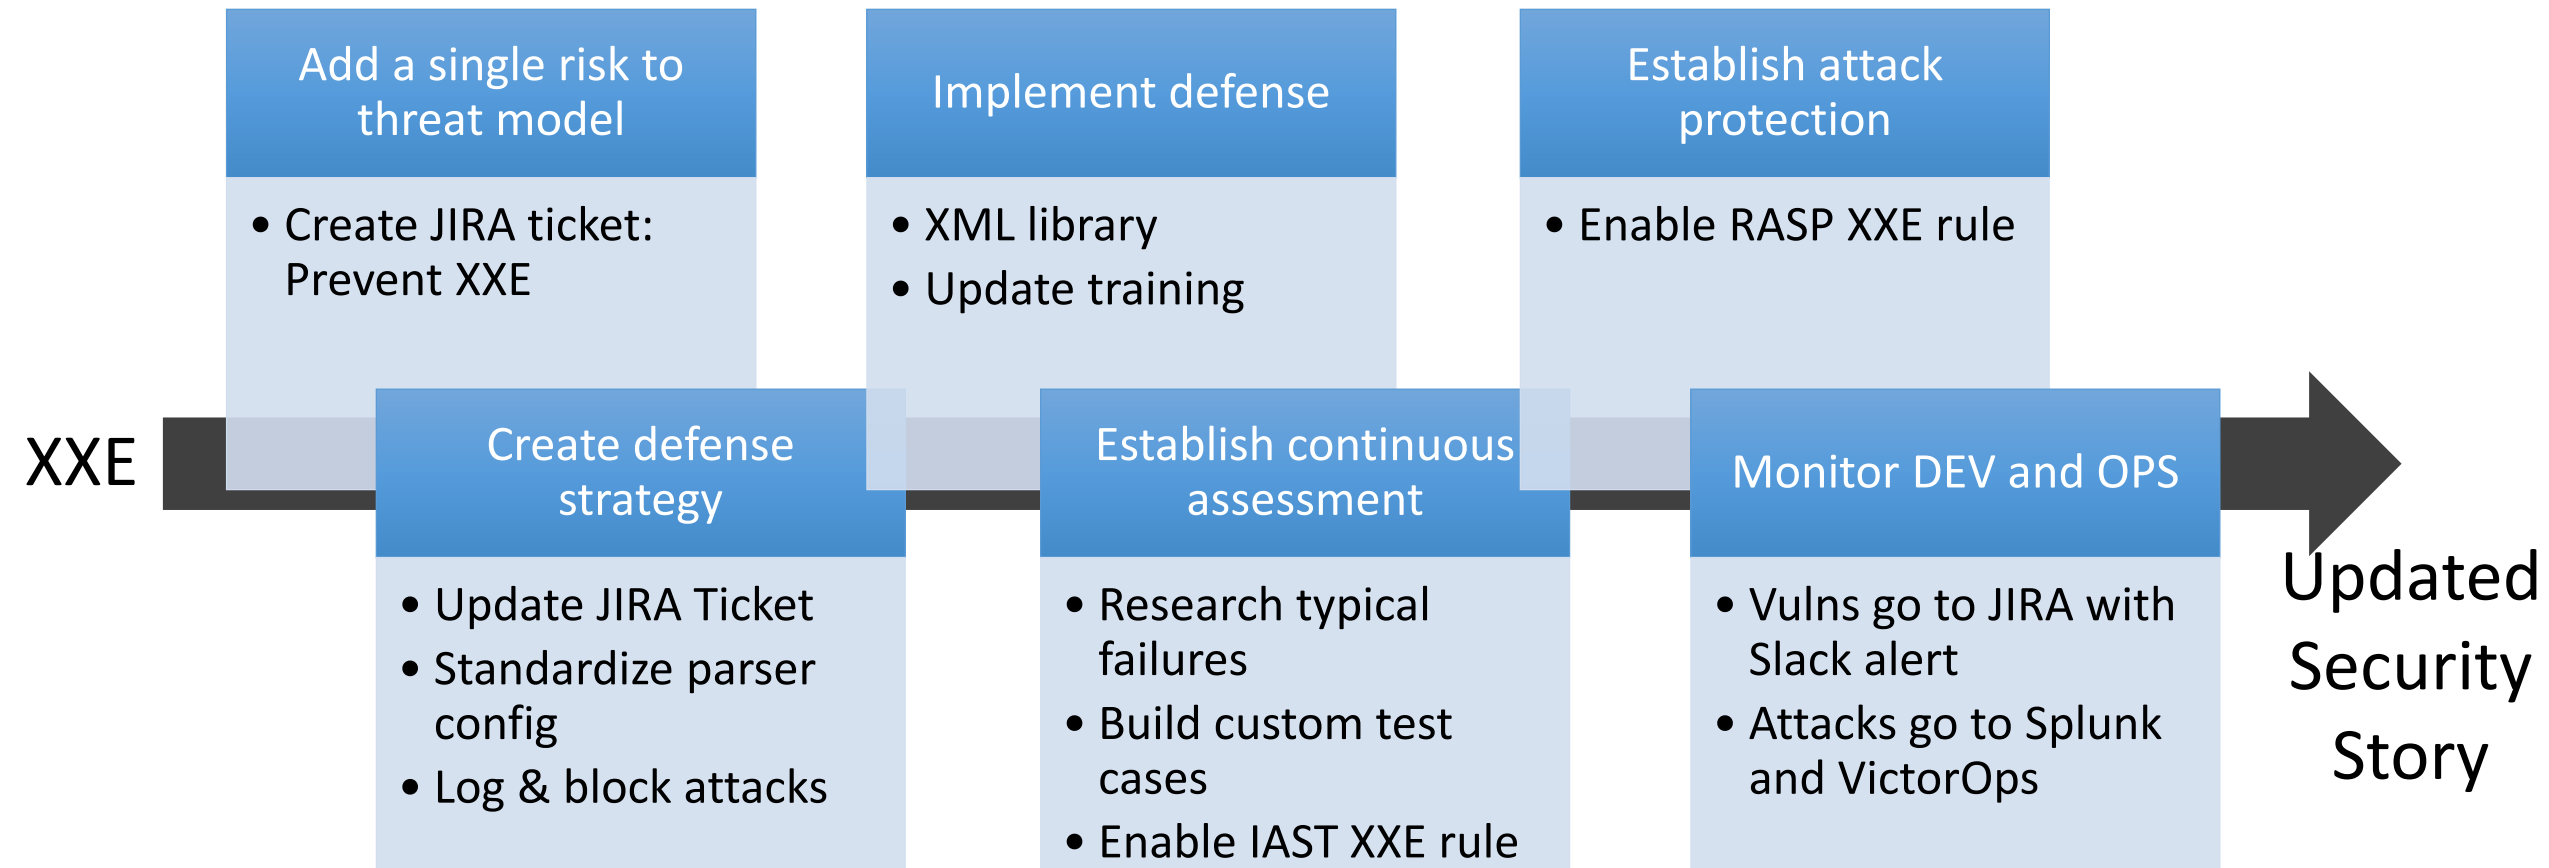 XXE
Add a single risk to
threat model
• Create JIRA ticket:
Prevent XXE
Create defense
strategy
• Update JIRA Ticket
• Standardize parser
config
• Log & block attacks
Implement defense
• XML library
• Update training
Establish continuous
assessment
• Research typical
failures
• Build custom test
cases
• Enable IAST XXE rule
Establish attack
protection
• Enable RASP XXE rule
Monitor DEV and OPS
• Vulns go to JIRA with
Slack alert
• Attacks go to Splunk
and VictorOps
Updated
Security
Story